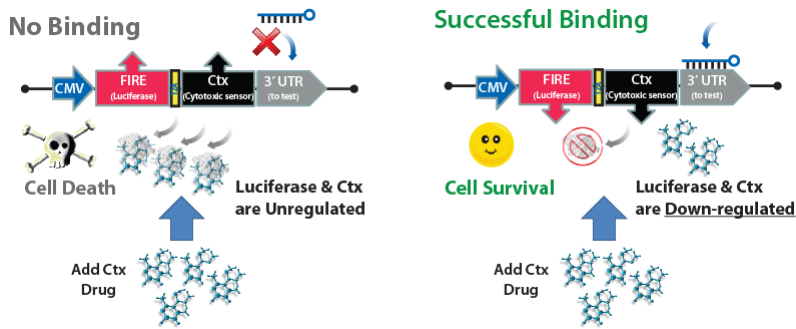 No Binding
CMV
FIRE
(Luciferase)
T2A
Ctx
(Cytotoxic sensor)
3' UTR
(to test)
Cell Death
Luciferase & Ctx
are Unregulated
Add Ctx
Drug
Successful Binding
CMV
FIRE
(Luciferase)
T2A
Ctx
(Cytotoxic sensor)
3' UTR
(to test)
Cell Survival
Luciferase & Ctx
are Down-regulated
Add Ctx
Drug